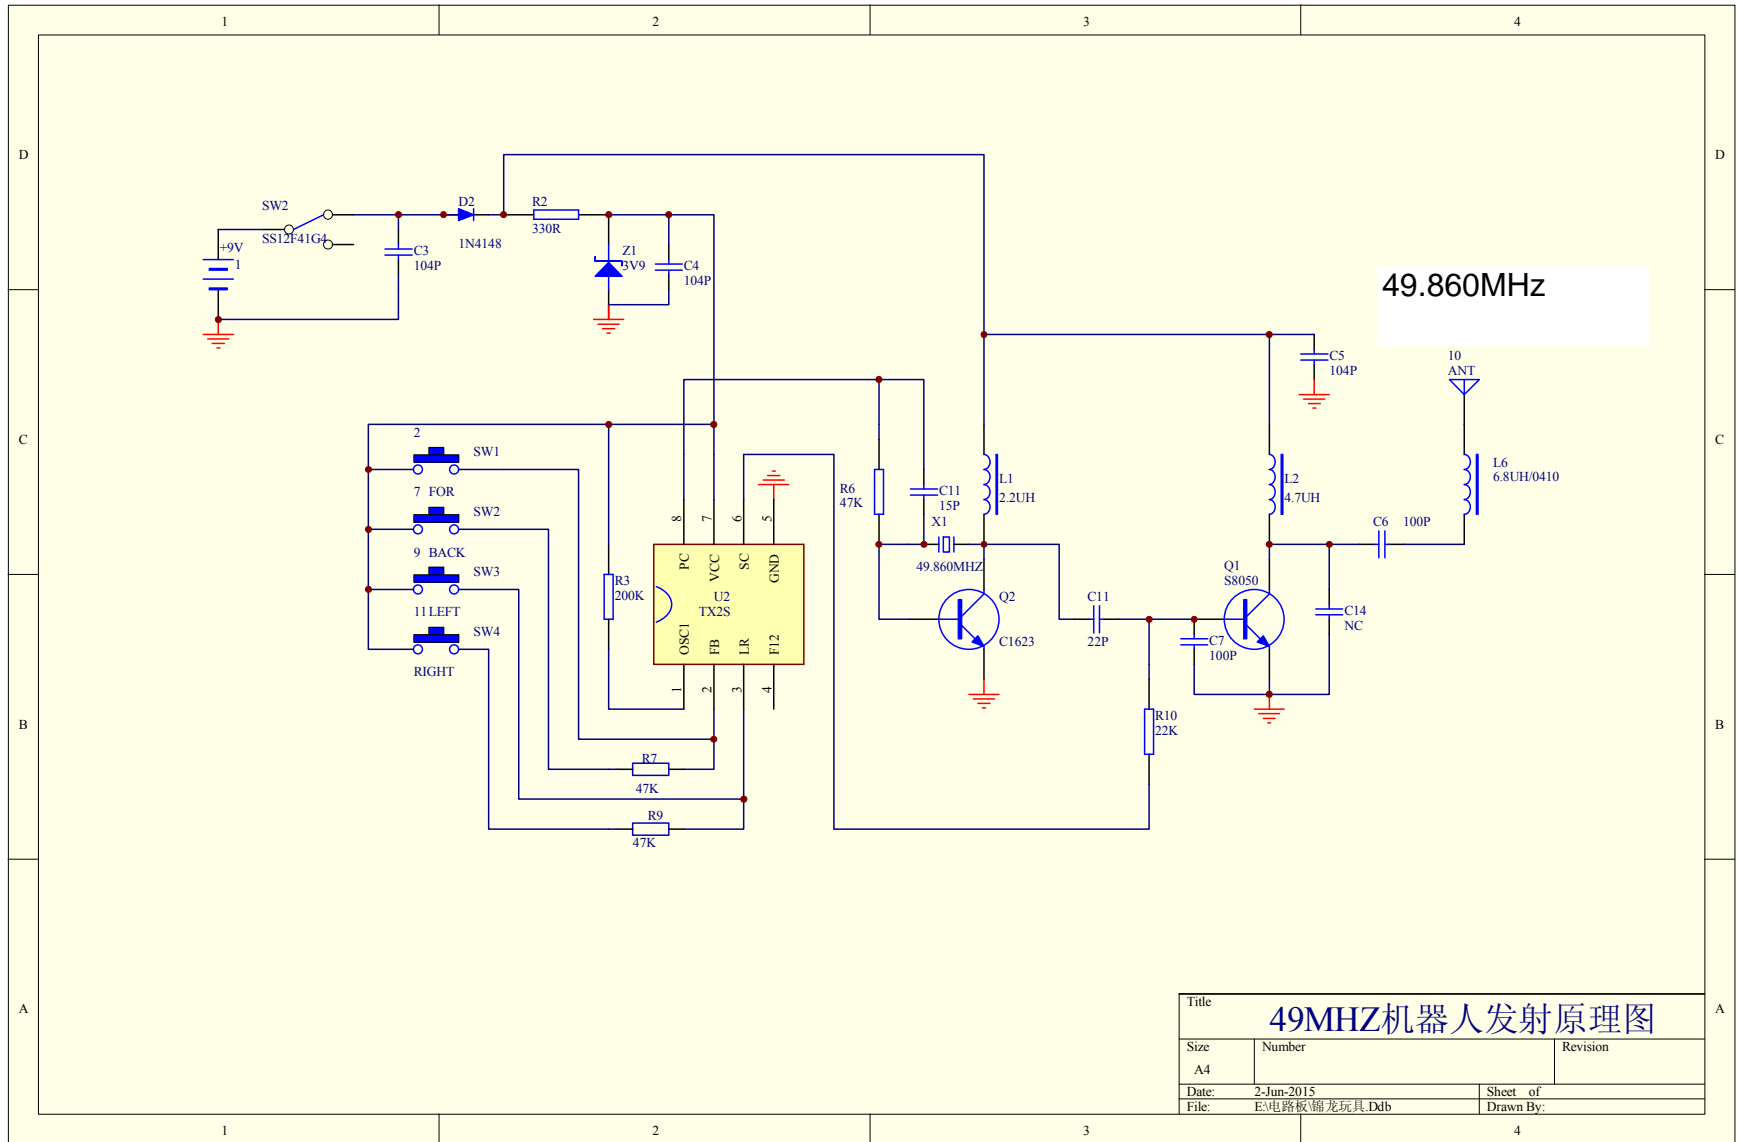 1
2
3
4
D
D
SW2
SS12F41G4
+9V
1
C3
104P
D2
1N4148
R2
330R
Z1
3V9
C4
104P
49.860MHz
C5
104P
10
ANT
C
C
2
SW1
7 FOR
SW2
9 BACK
SW3
11 LEFT
SW4
RIGHT
R3
200K
8
7
6
5
PC
VCC
SC
GND
U2
TX2S
OSC1
FB
LR
F12
1
2
3
4
R6
47K
C11
15P
X1
49.860MHZ
L1
2.2UH
L2
4.7UH
L6
6.8UH/0410
C6 100P
Q2
C1623
C11
22P
Q1
S8050
C7
100P
C14
NC
R10
22K
B
B
R7
47K
R9
47K
A
A
Title
49MHZ机器人发射原理图
Size
Number
Revision
A4
Date: 2-Jun-2015 Sheet of
File: E:\电路板\锦龙玩具.Ddb Drawn By:
1
2
3
4